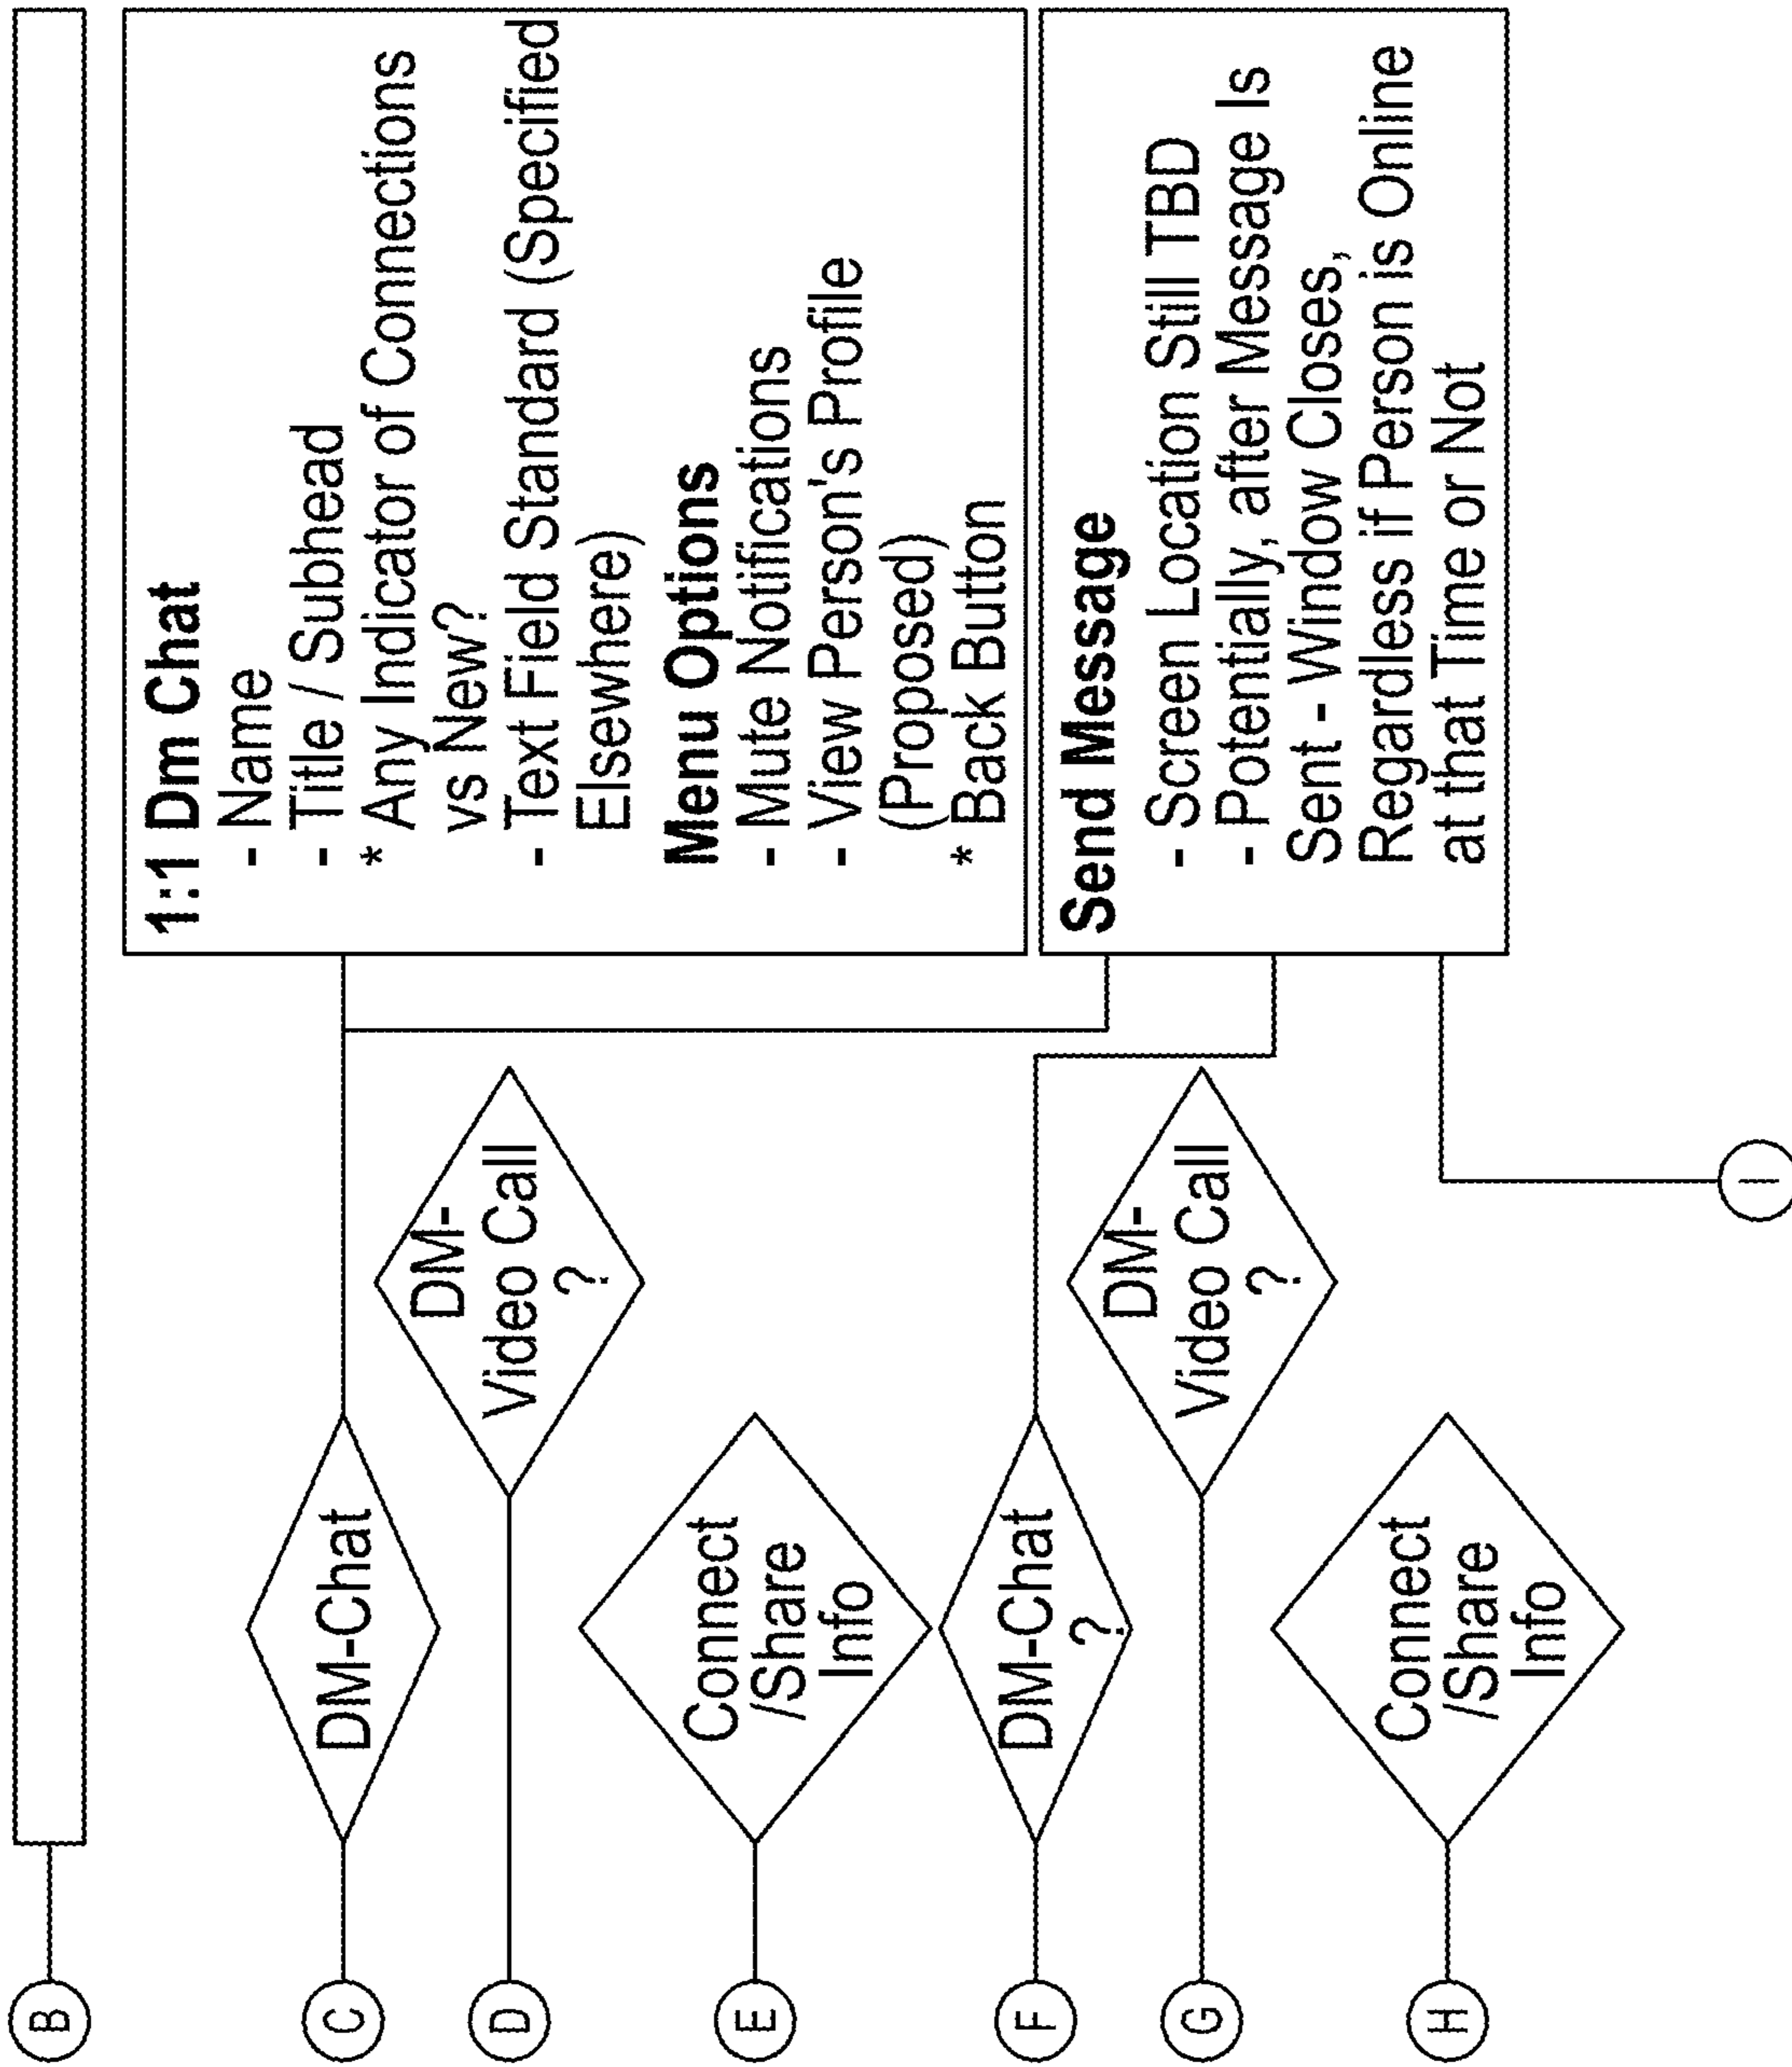 B
C
DM-Chat
D
DM-
Video Call
?
E
Connect
/Share
Info
F
DM-Chat
?
G
DM-
Video Call
?
H
Connect
/Share
Info
1:1 Dm Chat
- Name
- Title / Subhead
* Any Indicator of Connections
vs New?
- Text Field Standard (Specified
Elsewhere)
Menu Options
- Mute Notifications
- View Person's Profile
(Proposed)
* Back Button
Send Message
- Screen Location Still TBD
- Potentially, after Message Is
Sent - Window Closes,
Regardless if Person is Online
at that Time or Not
I